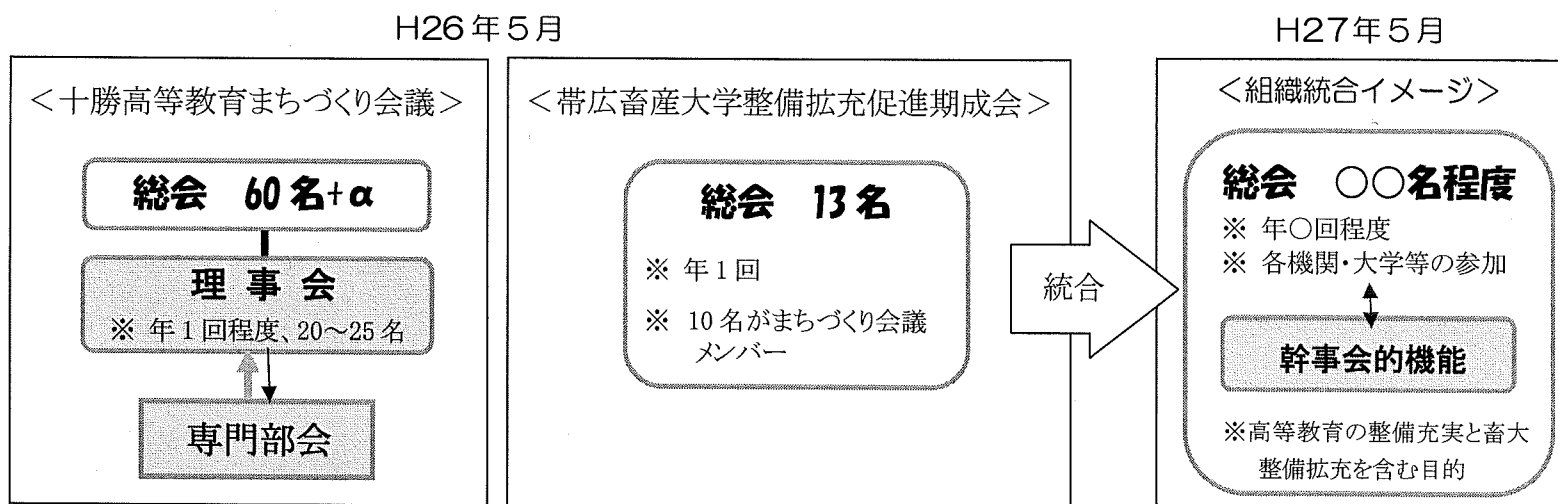 H26年5月
<十勝高等教育まちづくり会議>
総会 60名+α
理事会
※ 年1回程度、20～25名
専門部会
<帯広畜産大学整備拡充促進期成会>
総会 13名
※ 年1回
※ 10名がまちづくり会議
メンバー
統合
H27年5月
<組織統合イメージ>
総会 ○○名程度
※ 年○回程度
※ 各機関・大学等の参加
幹事会的機能
※高等教育の整備充実と畜大
整備拡充を含む目的